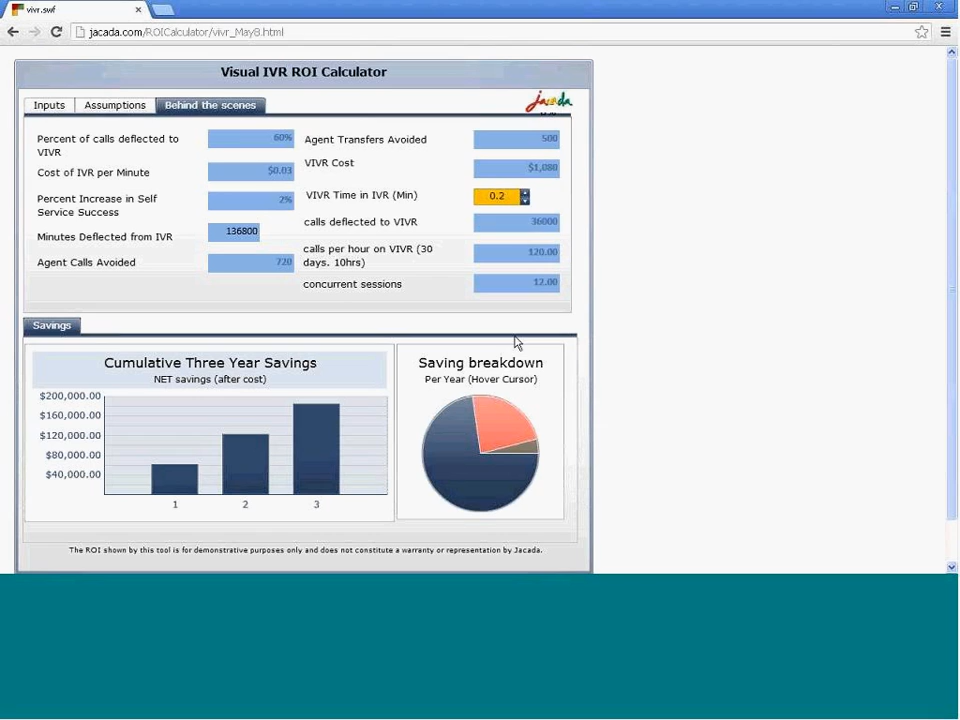 vivr.swf
jacada.com/ROICalculator/vivr_May9.html
Visual IVR ROI Calculator
Inputs
Assumptions
Behind the scenes
jacada
Percent of calls deflected to
VIVR
60%
Cost of IVR per Minute
$0.03
Percent Increase in Self
Service Success
2%
Minutes Deflected from IVR
136800
Agent Calls Avoided
720
Agent Transfers Avoided
500
VIVR Cost
$1,080
VIVR Time in IVR (Min)
0.2
calls deflected to VIVR
36000
calls per hour on VIVR (30
days. 10hrs)
120.00
concurrent sessions
12.00
Savings
Cumulative Three Year Savings
NET savings (after cost)
$200,000.00
$160,000.00
$120,000.00
$80,000.00
$40,000.00
1
2
3
Saving breakdown
Per Year (Hover Cursor)
The ROI shown by this tool is for demonstrative purposes only and does not constitute a warranty or representation by Jacada.